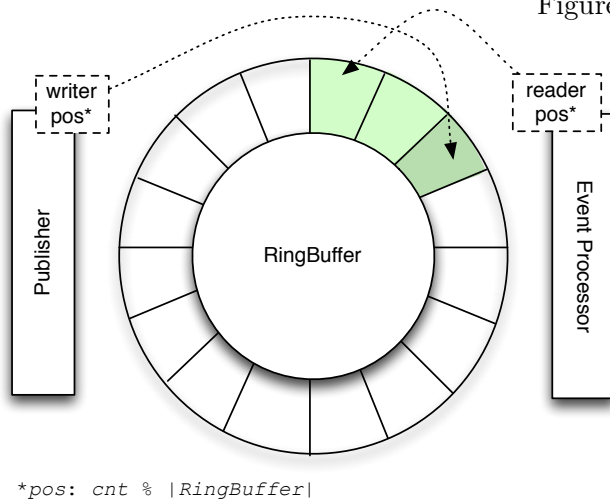 Figure
writer
pos*
reader
pos*
Publisher
RingBuffer
Event Processor
*pos: cnt % |RingBuffer|